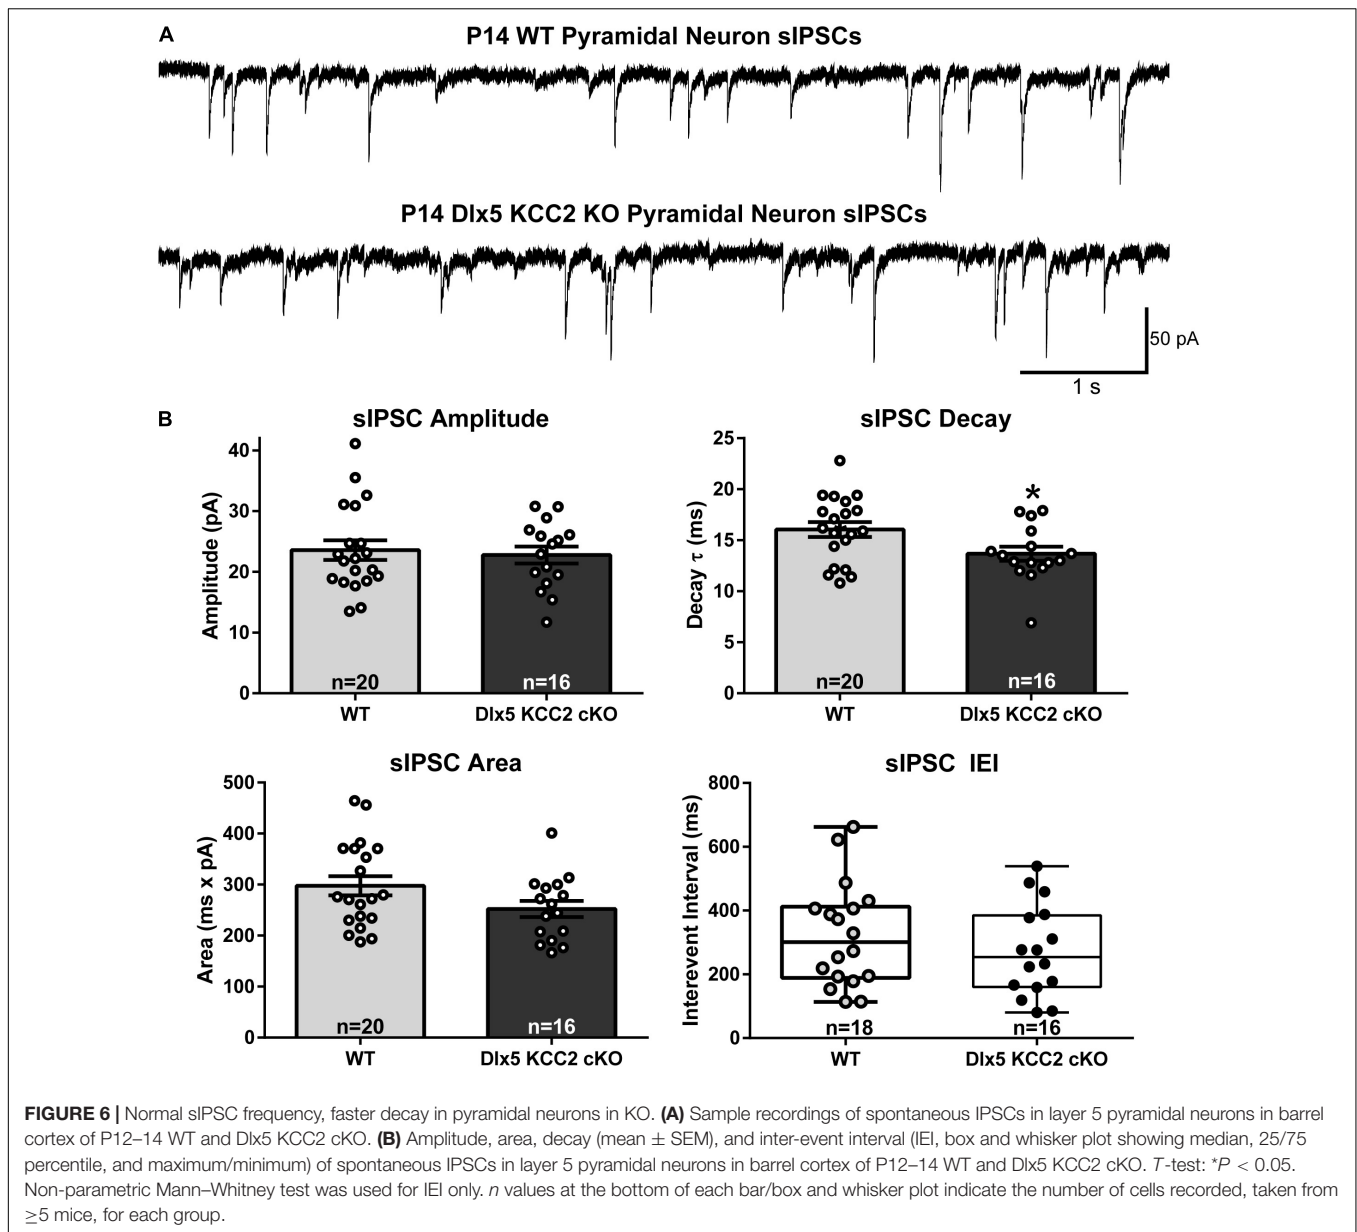 A
P14 WT Pyramidal Neuron sIPSCs
P14 Dlx5 KCC2 KO Pyramidal Neuron sIPSCs
50 pA
1 s
B
sIPSC Amplitude
Amplitude (pA)
40
30
20
10
0
n=20
n=16
WT
Dlx5 KCC2 cKO
sIPSC Decay
Decay τ (ms)
25
20
15
10
5
0
*
n=20
n=16
WT
Dlx5 KCC2 cKO
sIPSC Area
Area (ms x pA)
500
400
300
200
100
0
n=20
n=16
WT
Dlx5 KCC2 cKO
sIPSC IEI
Interevent Interval (ms)
800
600
400
200
0
n=18
n=16
WT
Dlx5 KCC2 cKO
FIGURE 6 | Normal sIPSC frequency, faster decay in pyramidal neurons in KO. (A) Sample recordings of spontaneous IPSCs in layer 5 pyramidal neurons in barrel
cortex of P12–14 WT and Dlx5 KCC2 cKO. (B) Amplitude, area, decay (mean ± SEM), and inter-event interval (IEI, box and whisker plot showing median, 25/75
percentile, and maximum/minimum) of spontaneous IPSCs in layer 5 pyramidal neurons in barrel cortex of P12–14 WT and Dlx5 KCC2 cKO. T-test: *P < 0.05.
Non-parametric Mann–Whitney test was used for IEI only. n values at the bottom of each bar/box and whisker plot indicate the number of cells recorded, taken from
≥5 mice, for each group.